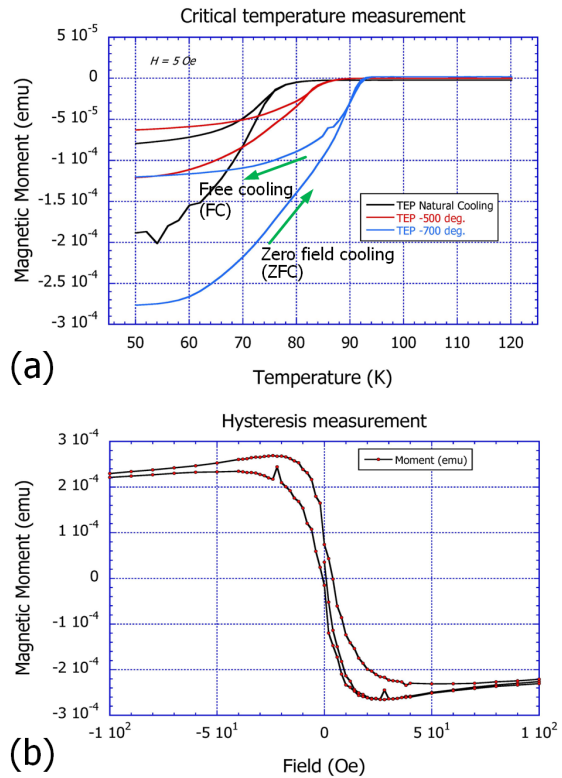 Critical temperature measurement
5 10⁻⁵
0
-5 10⁻⁵
-1 10⁻⁴
-1.5 10⁻⁴
-2 10⁻⁴
-2.5 10⁻⁴
-3 10⁻⁴
Magnetic Moment (emu)
H = 5 Oe
Free cooling
(FC)
TEP Natural Cooling
TEP -500 deg.
TEP -700 deg.
Zero field cooling
(ZFC)
50 60 70 80 90 100 110 120
Temperature (K)
(a)
Hysteresis measurement
3 10⁻⁴
2 10⁻⁴
1 10⁻⁴
0
-1 10⁻⁴
-2 10⁻⁴
-3 10⁻⁴
Magnetic Moment (emu)
Moment (emu)
-1 10² -5 10¹ 0 5 10¹ 1 10²
Field (Oe)
(b)